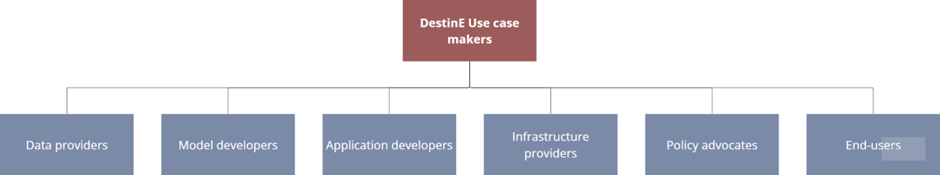 DestinE Use case
makers
Data providers
Model developers
Application developers
Infrastructure
providers
Policy advocates
End-users